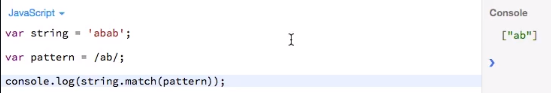 JavaScript
var string = 'abab';
var pattern = /ab/;
console.log(string.match(pattern));
Console
["ab"]